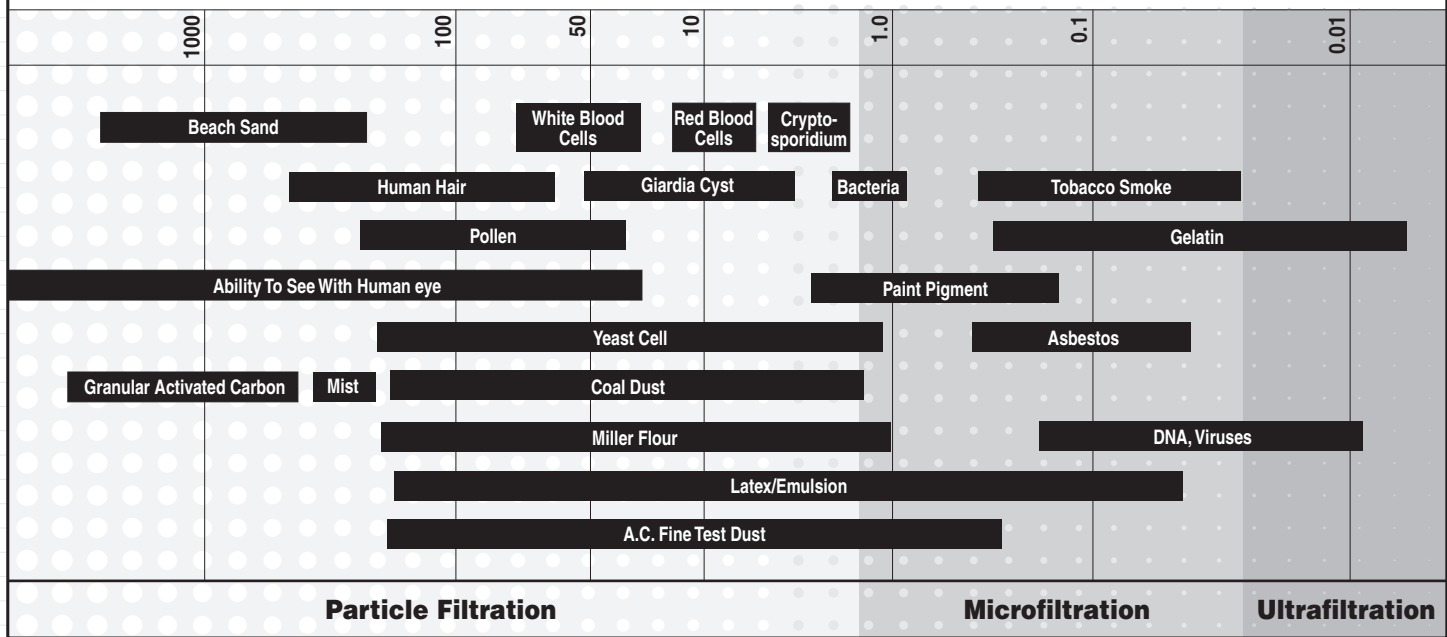 1000
100
50
10
1.0
0.1
0.01
Beach Sand
White Blood
Cells
Red Blood
Cells
Crypto-
sporidium
Human Hair
Giardia Cyst
Bacteria
Tobacco Smoke
Pollen
Gelatin
Ability To See With Human eye
Paint Pigment
Yeast Cell
Asbestos
Granular Activated Carbon
Mist
Coal Dust
Miller Flour
DNA, Viruses
Latex/Emulsion
A.C. Fine Test Dust
Particle Filtration
Microfiltration
Ultrafiltration